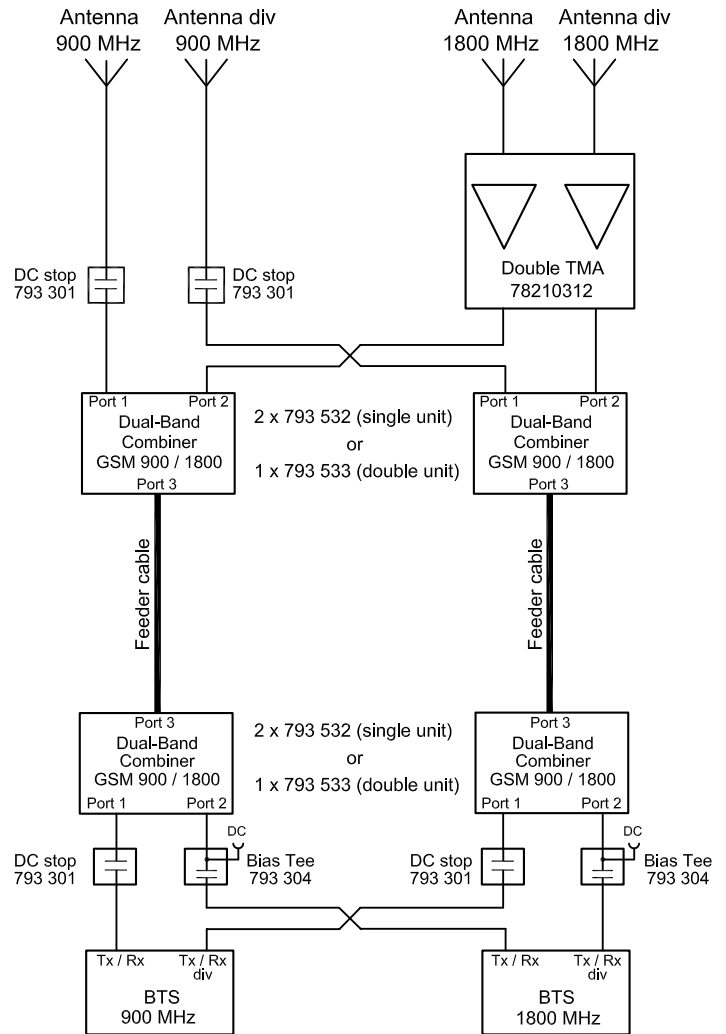 Antenna
900 MHz
Antenna div
900 MHz
Antenna
1800 MHz
Antenna div
1800 MHz
DC stop
793 301
DC stop
793 301
Double TMA
78210312
Port 1
Port 2
Dual-Band
Combiner
GSM 900 / 1800
Port 3
2 x 793 532 (single unit)
or
1 x 793 533 (double unit)
Port 1
Port 2
Dual-Band
Combiner
GSM 900 / 1800
Port 3
Feeder cable
Feeder cable
Port 3
Dual-Band
Combiner
GSM 900 / 1800
Port 1
Port 2
2 x 793 532 (single unit)
or
1 x 793 533 (double unit)
Port 3
Dual-Band
Combiner
GSM 900 / 1800
Port 1
Port 2
DC stop
793 301
DC
Bias Tee
793 304
DC stop
793 301
DC
Bias Tee
793 304
Tx / Rx
Tx / Rx
div
BTS
900 MHz
Tx / Rx
Tx / Rx
div
BTS
1800 MHz